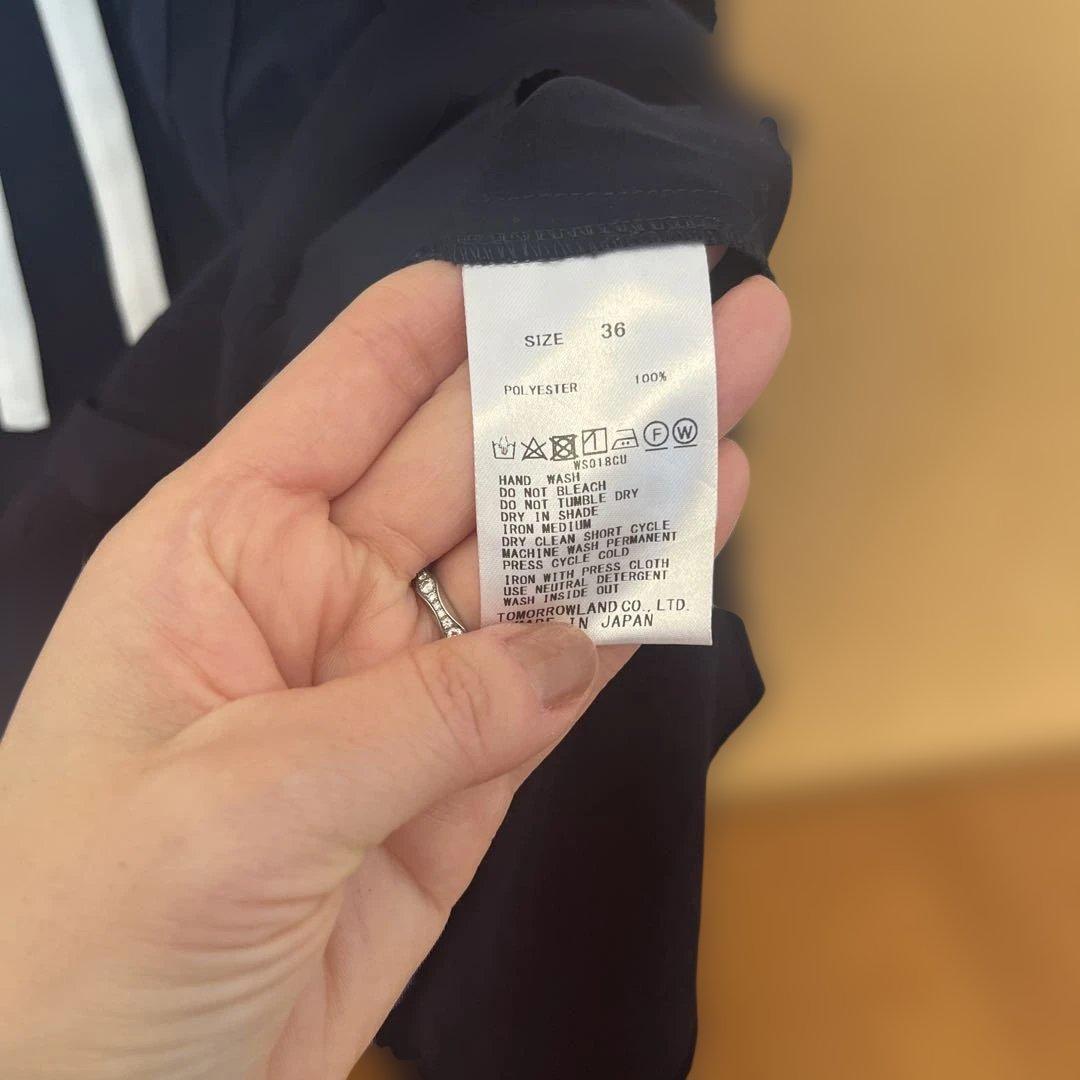 SIZE 36
POLYESTER 100%
F W
WS018CU
HAND WASH
DO NOT BLEACH
DO NOT TUMBLE DRY
DRY IN SHADE
IRON MEDIUM
DRY CLEAN SHORT CYCLE
MACHINE WASH PERMANENT
PRESS CYCLE COLD
IRON WITH PRESS CLOTH
USE NEUTRAL DETERGENT
WASH INSIDE OUT
TOMORROWLAND CO., LTD.
MADE IN JAPAN